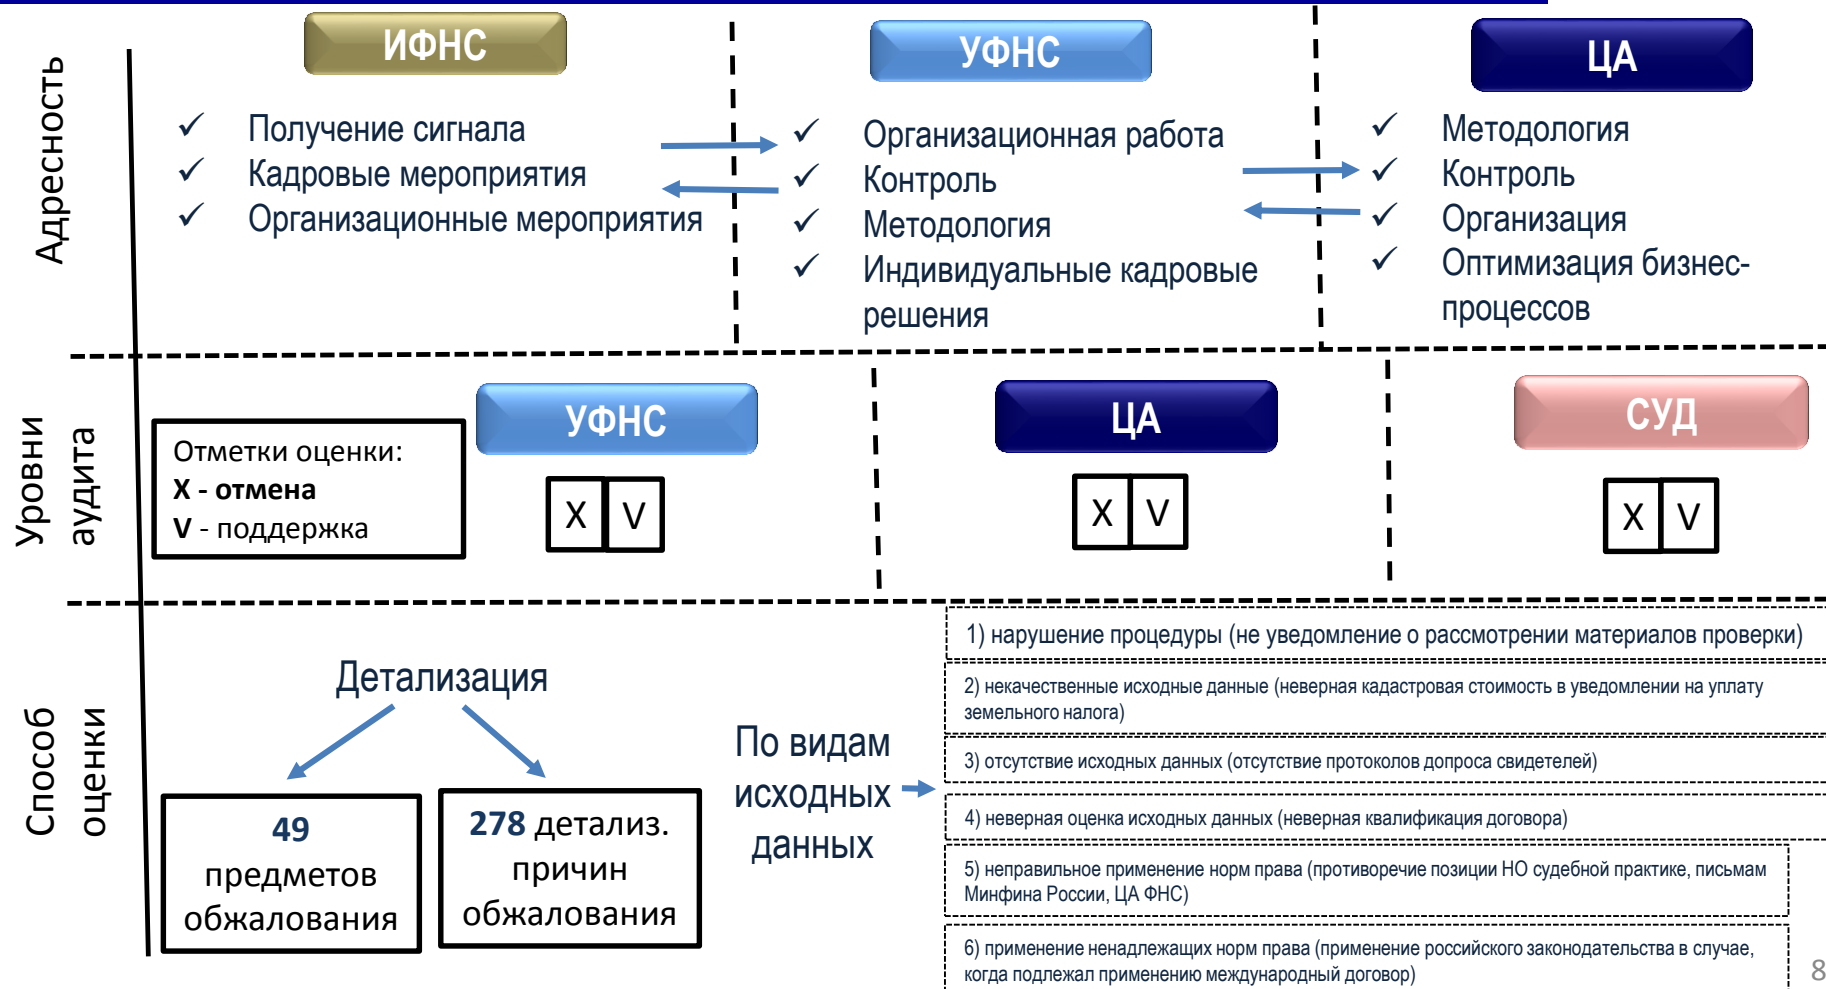 Адресность
ИФНС
✓ Получение сигнала
✓ Кадровые мероприятия
✓ Организационные мероприятия
УФНС
✓ Организационная работа
✓ Контроль
✓ Методология
✓ Индивидуальные кадровые
решения
ЦА
✓ Методология
✓ Контроль
✓ Организация
✓ Оптимизация бизнес-
процессов
Уровни
аудита
Отметки оценки:
X - отмена
V - поддержка
УФНС
X V
ЦА
X V
СУД
X V
Способ
оценки
Детализация
49
предметов
обжалования
278 детализ.
причин
обжалования
По видам
исходных
данных
1) нарушение процедуры (не уведомление о рассмотрении материалов проверки)
2) некачественные исходные данные (неверная кадастровая стоимость в уведомлении на уплату
земельного налога)
3) отсутствие исходных данных (отсутствие протоколов допроса свидетелей)
4) неверная оценка исходных данных (неверная квалификация договора)
5) неправильное применение норм права (противоречие позиции НО судебной практике, письмам
Минфина России, ЦА ФНС)
6) применение ненадлежащих норм права (применение российского законодательства в случае,
когда подлежал применению международный договор)
8